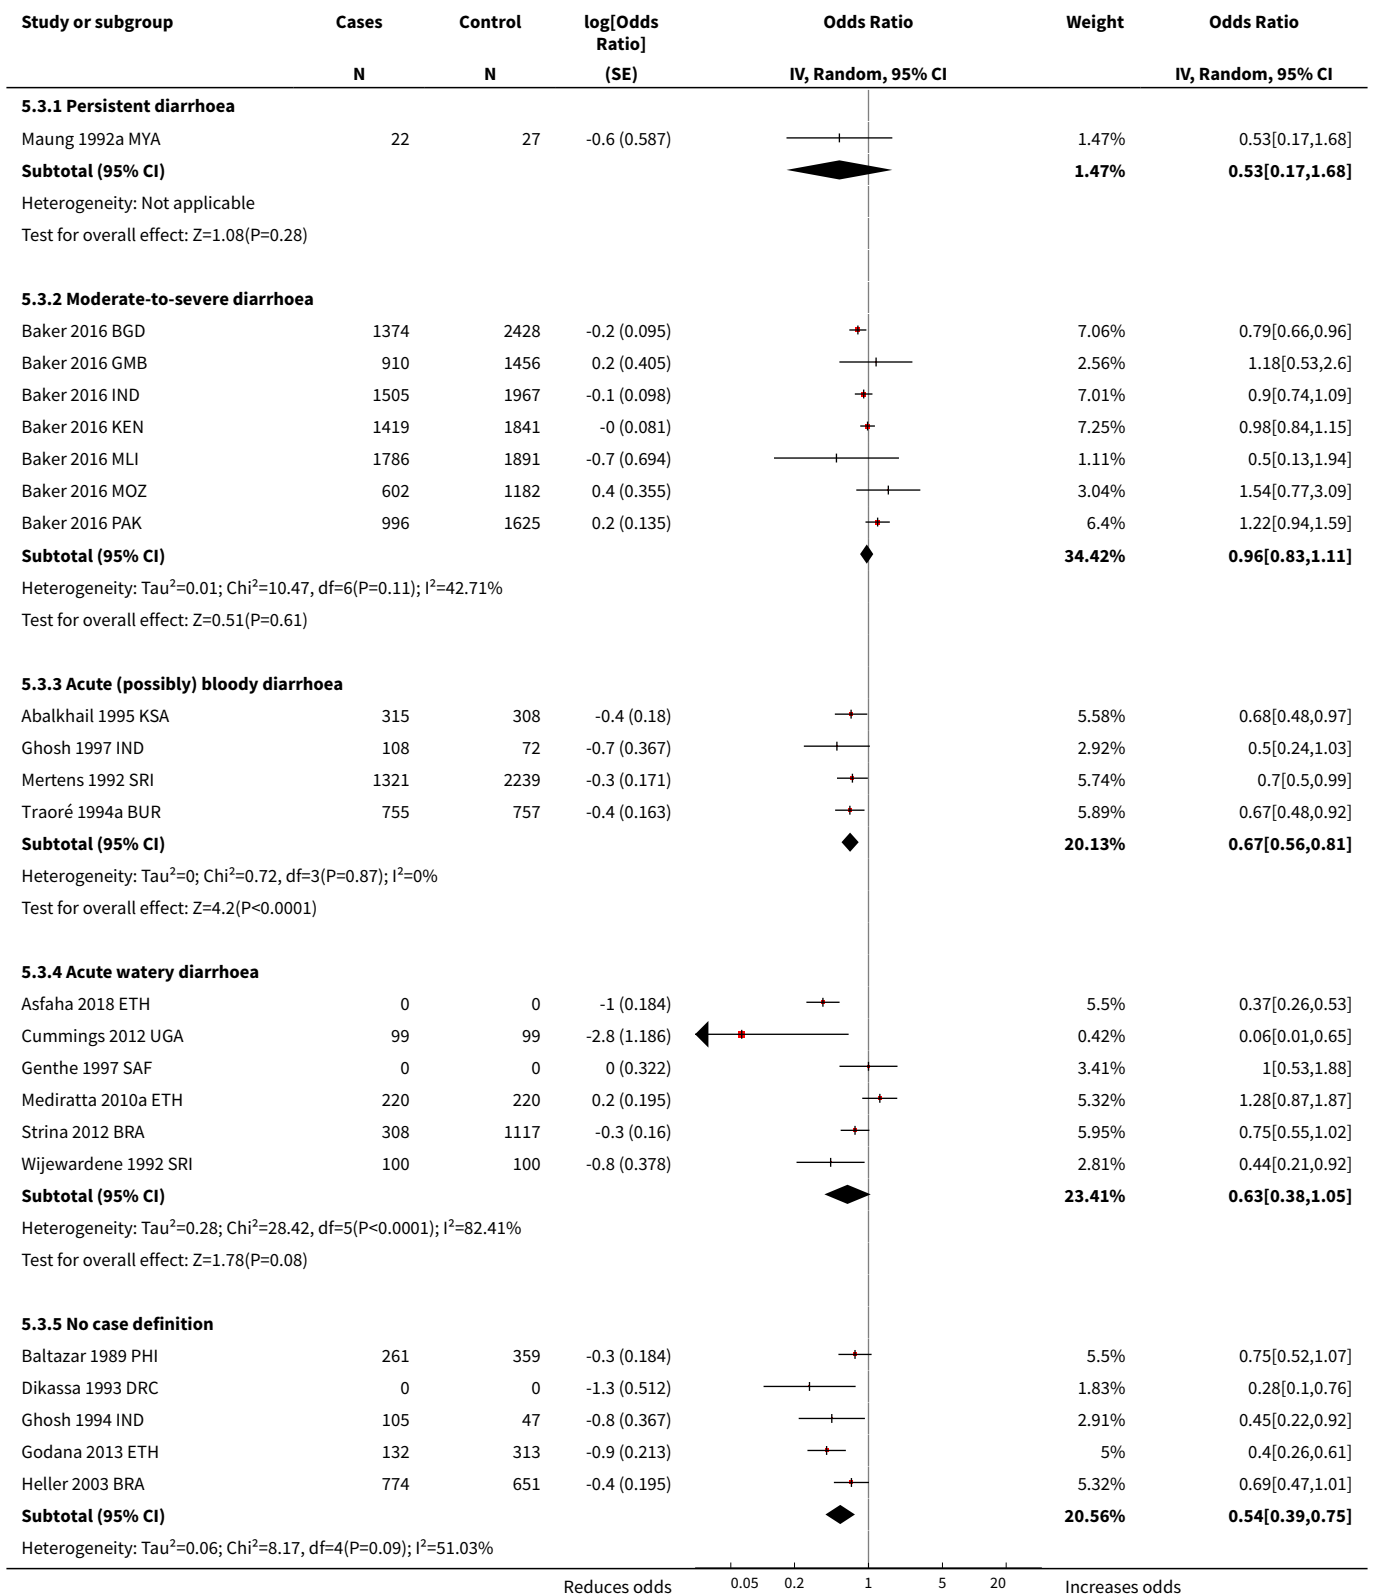 Study or subgroup Cases Control log[Odds Ratio] Odds Ratio Weight Odds Ratio
N N (SE) IV, Random, 95% CI IV, Random, 95% CI
5.3.1 Persistent diarrhoea
Maung 1992a MYA 22 27 -0.6 (0.587) 1.47% 0.53[0.17,1.68]
Subtotal (95% CI) 1.47% 0.53[0.17,1.68]
Heterogeneity: Not applicable
Test for overall effect: Z=1.08(P=0.28)
5.3.2 Moderate-to-severe diarrhoea
Baker 2016 BGD 1374 2428 -0.2 (0.095) 7.06% 0.79[0.66,0.96]
Baker 2016 GMB 910 1456 0.2 (0.405) 2.56% 1.18[0.53,2.6]
Baker 2016 IND 1505 1967 -0.1 (0.098) 7.01% 0.9[0.74,1.09]
Baker 2016 KEN 1419 1841 -0 (0.081) 7.25% 0.98[0.84,1.15]
Baker 2016 MLI 1786 1891 -0.7 (0.694) 1.11% 0.5[0.13,1.94]
Baker 2016 MOZ 602 1182 0.4 (0.355) 3.04% 1.54[0.77,3.09]
Baker 2016 PAK 996 1625 0.2 (0.135) 6.4% 1.22[0.94,1.59]
Subtotal (95% CI) 34.42% 0.96[0.83,1.11]
Heterogeneity: Tau²=0.01; Chi²=10.47, df=6(P=0.11); I²=42.71%
Test for overall effect: Z=0.51(P=0.61)
5.3.3 Acute (possibly) bloody diarrhoea
Abalkhail 1995 KSA 315 308 -0.4 (0.18) 5.58% 0.68[0.48,0.97]
Ghosh 1997 IND 108 72 -0.7 (0.367) 2.92% 0.5[0.24,1.03]
Mertens 1992 SRI 1321 2239 -0.3 (0.171) 5.74% 0.7[0.5,0.99]
Traoré 1994a BUR 755 757 -0.4 (0.163) 5.89% 0.67[0.48,0.92]
Subtotal (95% CI) 20.13% 0.67[0.56,0.81]
Heterogeneity: Tau²=0; Chi²=0.72, df=3(P=0.87); I²=0%
Test for overall effect: Z=4.2(P<0.0001)
5.3.4 Acute watery diarrhoea
Asfaha 2018 ETH 0 0 -1 (0.184) 5.5% 0.37[0.26,0.53]
Cummings 2012 UGA 99 99 -2.8 (1.186) 0.42% 0.06[0.01,0.65]
Genthe 1997 SAF 0 0 0 (0.322) 3.41% 1[0.53,1.88]
Mediratta 2010a ETH 220 220 0.2 (0.195) 5.32% 1.28[0.87,1.87]
Strina 2012 BRA 308 1117 -0.3 (0.16) 5.95% 0.75[0.55,1.02]
Wijewardene 1992 SRI 100 100 -0.8 (0.378) 2.81% 0.44[0.21,0.92]
Subtotal (95% CI) 23.41% 0.63[0.38,1.05]
Heterogeneity: Tau²=0.28; Chi²=28.42, df=5(P<0.0001); I²=82.41%
Test for overall effect: Z=1.78(P=0.08)
5.3.5 No case definition
Baltazar 1989 PHI 261 359 -0.3 (0.184) 5.5% 0.75[0.52,1.07]
Dikassa 1993 DRC 0 0 -1.3 (0.512) 1.83% 0.28[0.1,0.76]
Ghosh 1994 IND 105 47 -0.8 (0.367) 2.91% 0.45[0.22,0.92]
Godana 2013 ETH 132 313 -0.9 (0.213) 5% 0.4[0.26,0.61]
Heller 2003 BRA 774 651 -0.4 (0.195) 5.32% 0.69[0.47,1.01]
Subtotal (95% CI) 20.56% 0.54[0.39,0.75]
Heterogeneity: Tau²=0.06; Chi²=8.17, df=4(P=0.09); I²=51.03%
Reduces odds 0.05 0.2 1 5 20 Increases odds